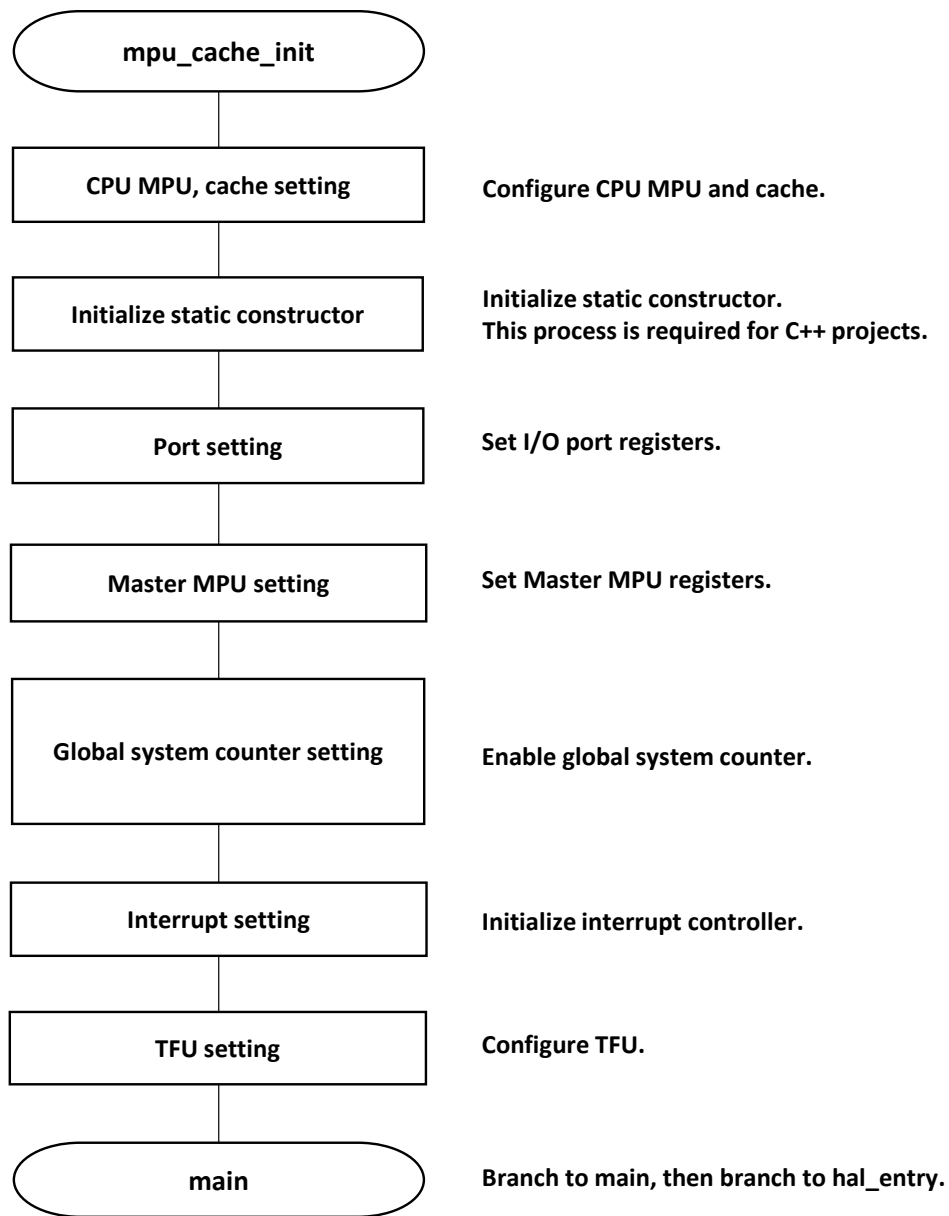 mpu_cache_init
CPU MPU, cache setting
Configure CPU MPU and cache.
Initialize static constructor
Initialize static constructor.
This process is required for C++ projects.
Port setting
Set I/O port registers.
Master MPU setting
Set Master MPU registers.
Global system counter setting
Enable global system counter.
Interrupt setting
Initialize interrupt controller.
TFU setting
Configure TFU.
main
Branch to main, then branch to hal_entry.